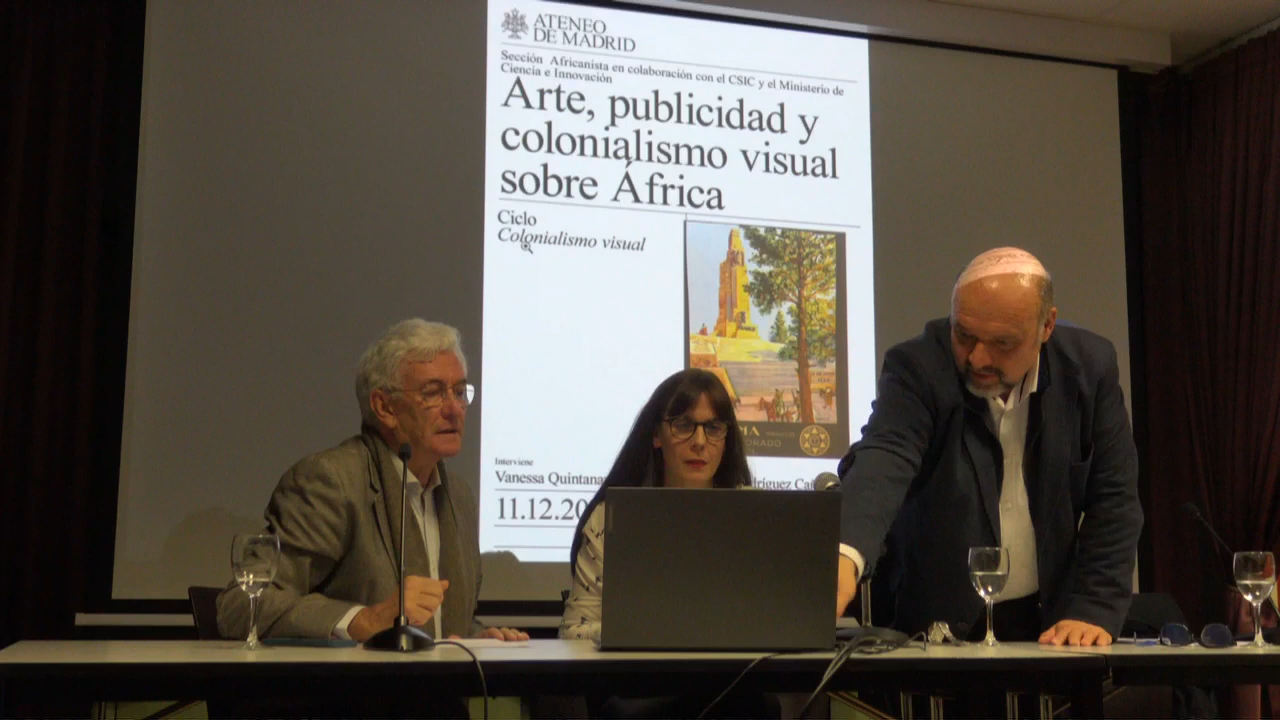 ATENEO
DE MADRID
Sección Africanista en colaboración con el CSIC y el Ministerio de
Ciencia e Innovación
Arte, publicidad y
colonialismo visual
sobre África
Ciclo
Colonialismo visual
Interviene
Vanessa Quintana
11.12.20